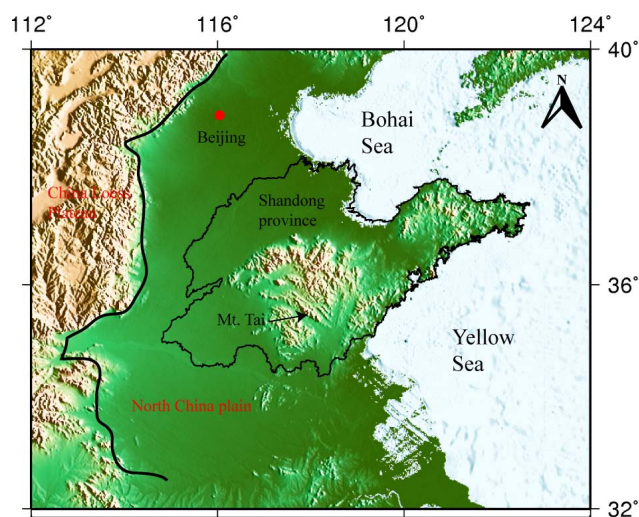 112° 116° 120° 124°
40°
N
Bohai
Sea
Beijing
China Loess
Plateau
Shandong
province
36°
Mt. Tai
Yellow
Sea
North China plain
32°